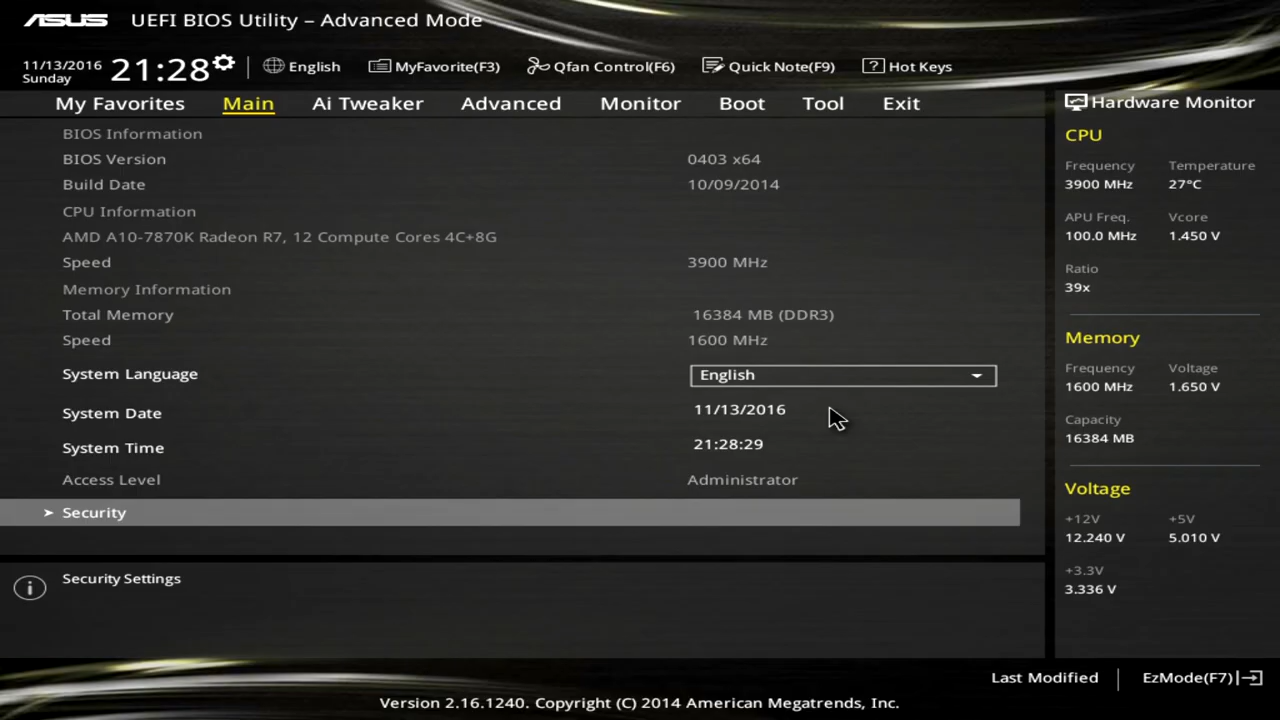 ASUS UEFI BIOS Utility – Advanced Mode
11/13/2016 Sunday 21:28 English MyFavorite(F3) Qfan Control(F6) Quick Note(F9) ? Hot Keys
My Favorites Main Ai Tweaker Advanced Monitor Boot Tool Exit
BIOS Information
BIOS Version 0403 x64
Build Date 10/09/2014
CPU Information
AMD A10-7870K Radeon R7, 12 Compute Cores 4C+8G
Speed 3900 MHz
Memory Information
Total Memory 16384 MB (DDR3)
Speed 1600 MHz
System Language English
System Date 11/13/2016
System Time 21:28:29
Access Level Administrator
Security
Security Settings
Hardware Monitor
CPU
Frequency Temperature
3900 MHz 27°C
APU Freq. Vcore
100.0 MHz 1.450 V
Ratio
39x
Memory
Frequency Voltage
1600 MHz 1.650 V
Capacity
16384 MB
Voltage
+12V +5V
12.240 V 5.010 V
+3.3V
3.336 V
Last Modified EzMode(F7)
Version 2.16.1240. Copyright (C) 2014 American Megatrends, Inc.